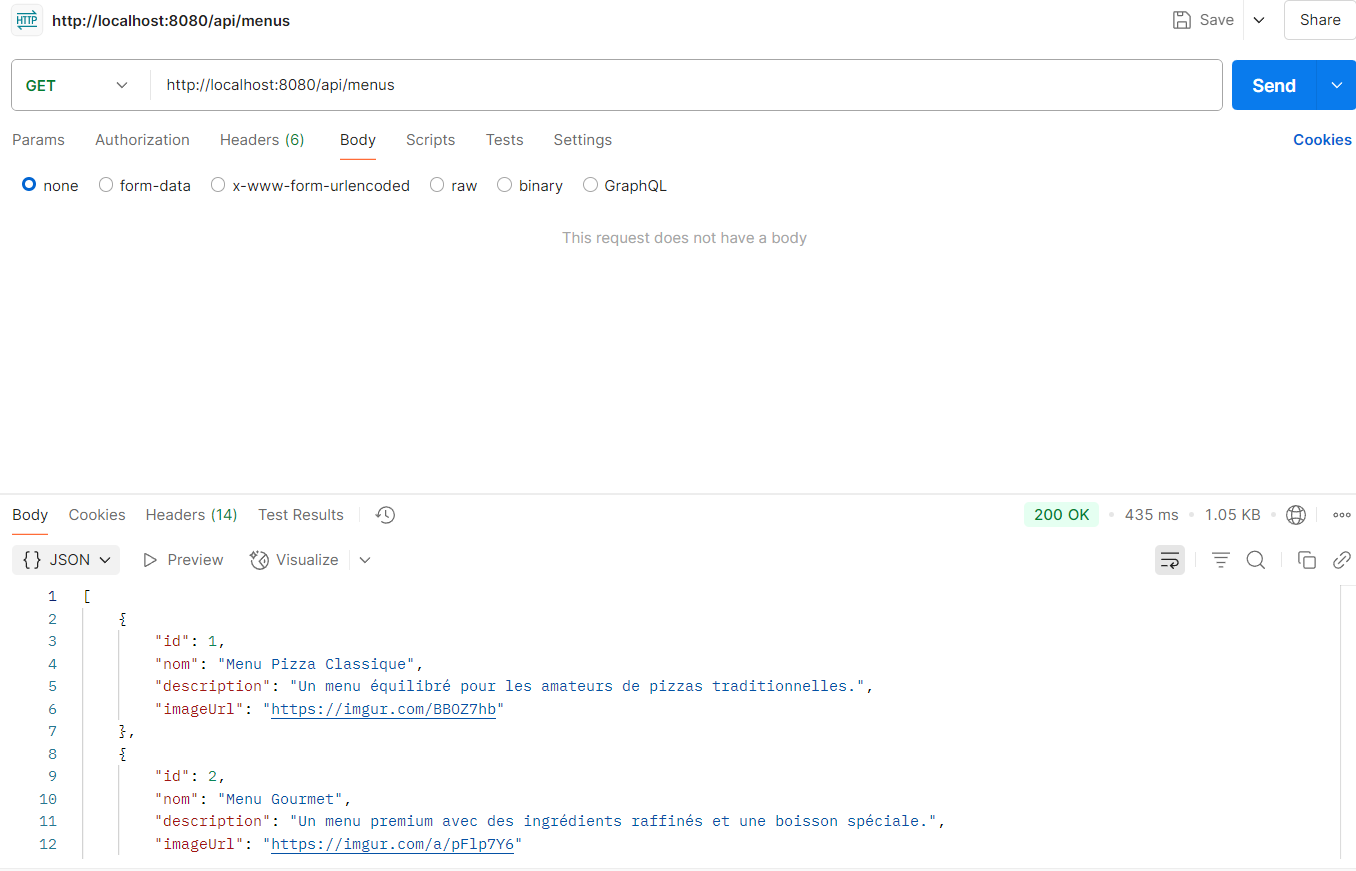 HTTP http://localhost:8080/api/menus Save Share
GET http://localhost:8080/api/menus Send
Params Authorization Headers (6) Body Scripts Tests Settings Cookies
none form-data x-www-form-urlencoded raw binary GraphQL
This request does not have a body
Body Cookies Headers (14) Test Results 200 OK 435 ms 1.05 KB
{} JSON Preview Visualize
1 [
2 {
3 "id": 1,
4 "nom": "Menu Pizza Classique",
5 "description": "Un menu équilibré pour les amateurs de pizzas traditionnelles.",
6 "imageUrl": "https://imgur.com/BBOZ7hb"
7 },
8 {
9 "id": 2,
10 "nom": "Menu Gourmet",
11 "description": "Un menu premium avec des ingrédients raffinés et une boisson spéciale.",
12 "imageUrl": "https://imgur.com/a/pFlp7Y6"